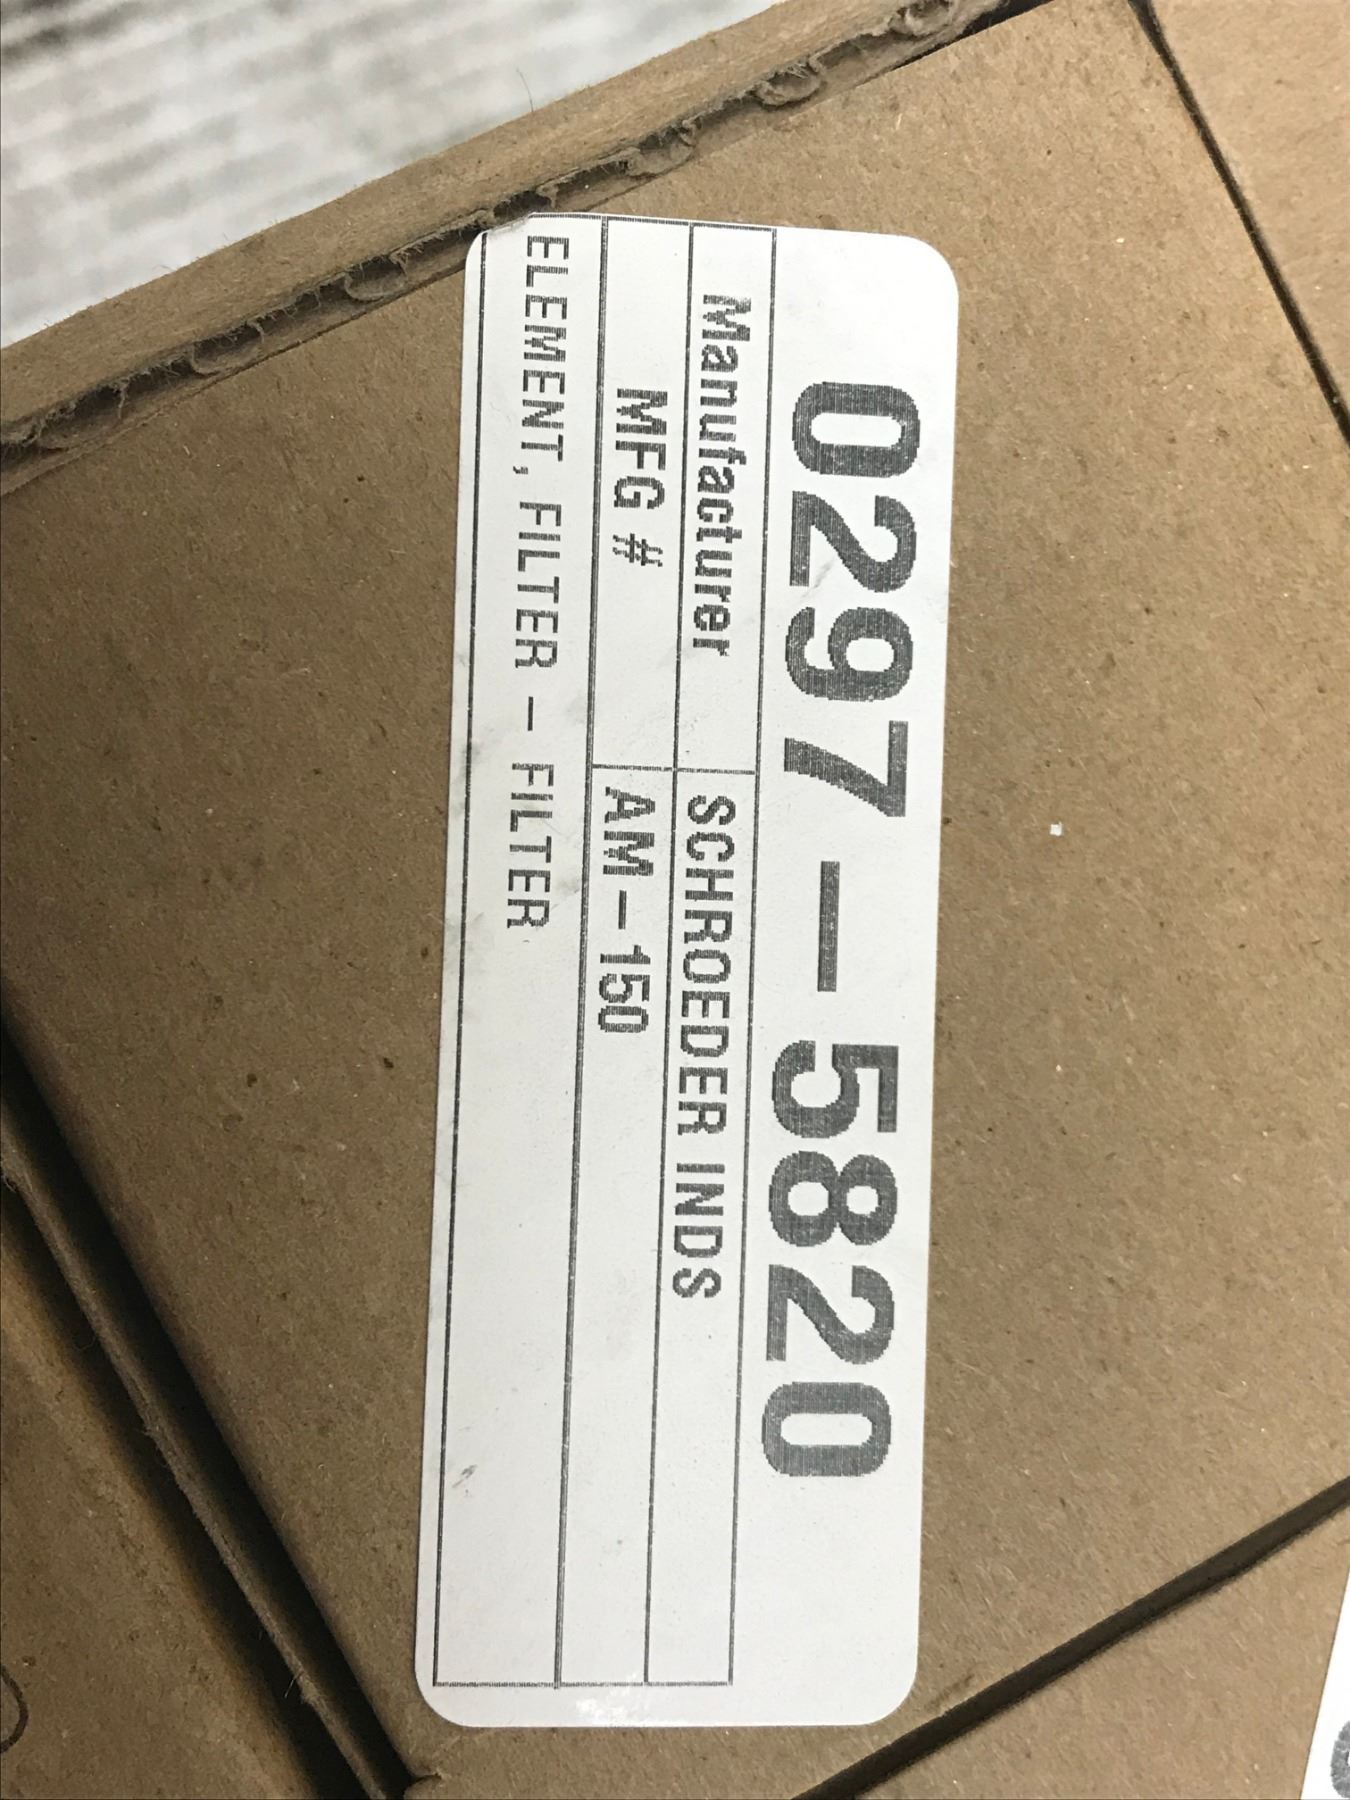 0297-5820
Manufacturer SCHROEDER INDS
MFG # AM-150
ELEMENT, FILTER - FILTER